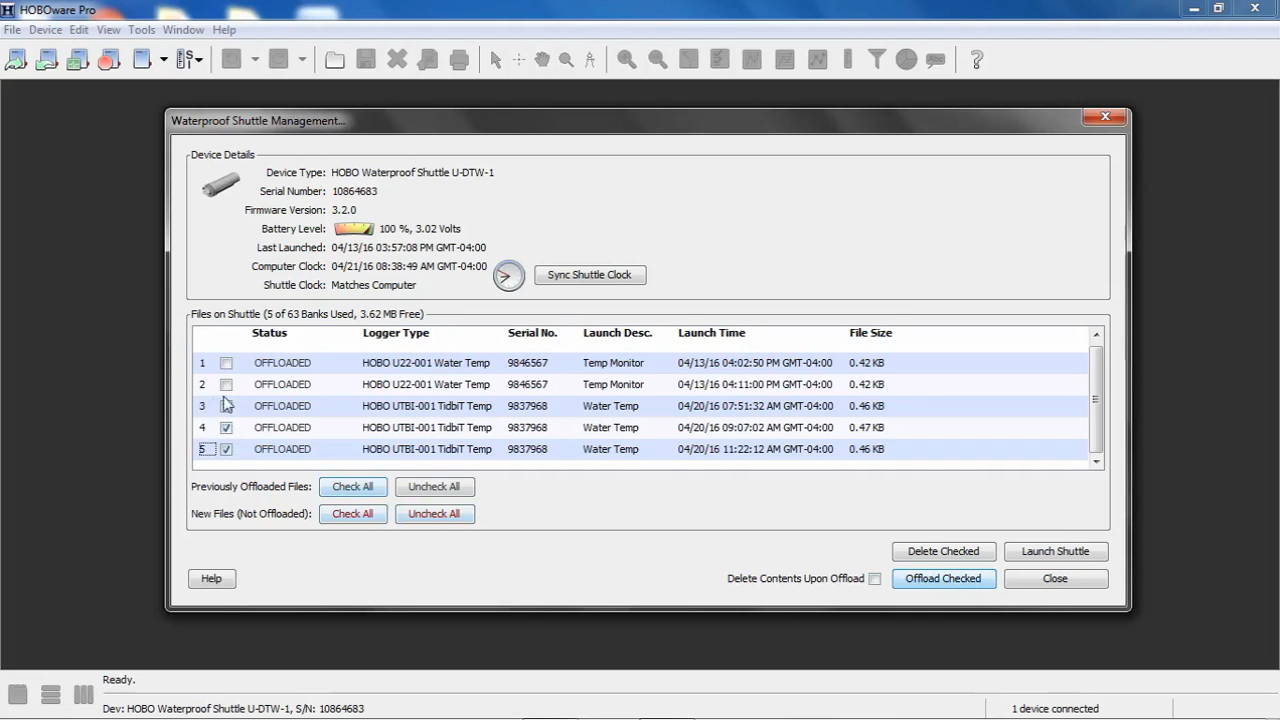 HOBOware Pro
File Device Edit View Tools Window Help
Waterproof Shuttle Management...
Device Details
Device Type: HOBO Waterproof Shuttle U-DTW-1
Serial Number: 10864683
Firmware Version: 3.2.0
Battery Level: 100 %, 3.02 Volts
Last Launched: 04/13/16 03:57:08 PM GMT-04:00
Computer Clock: 04/21/16 08:38:49 AM GMT-04:00 Sync Shuttle Clock
Shuttle Clock: Matches Computer
Files on Shuttle (5 of 63 Banks Used, 3.62 MB Free)
Status Logger Type Serial No. Launch Desc. Launch Time File Size
1 OFFLOADED HOBO U22-001 Water Temp 9846567 Temp Monitor 04/13/16 04:02:50 PM GMT-04:00 0.42 KB
2 OFFLOADED HOBO U22-001 Water Temp 9846567 Temp Monitor 04/13/16 04:11:00 PM GMT-04:00 0.42 KB
3 OFFLOADED HOBO UTBI-001 TidbiT Temp 9837968 Water Temp 04/20/16 07:51:32 AM GMT-04:00 0.46 KB
4 OFFLOADED HOBO UTBI-001 TidbiT Temp 9837968 Water Temp 04/20/16 09:07:02 AM GMT-04:00 0.47 KB
5 OFFLOADED HOBO UTBI-001 TidbiT Temp 9837968 Water Temp 04/20/16 11:22:12 AM GMT-04:00 0.46 KB
Previously Offloaded Files: Check All Uncheck All
New Files (Not Offloaded): Check All Uncheck All
Delete Checked Launch Shuttle
Help Delete Contents Upon Offload Offload Checked Close
Ready.
Dev: HOBO Waterproof Shuttle U-DTW-1, S/N: 10864683 1 device connected